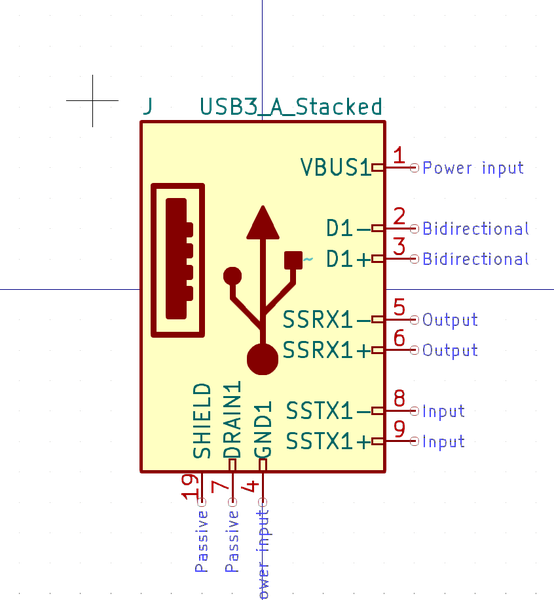 J USB3_A_Stacked
VBUS1 1 Power input
D1- 2 Bidirectional
~ D1+ 3 Bidirectional
SSRX1- 5 Output
SSRX1+ 6 Output
SSTX1- 8 Input
SSTX1+ 9 Input
SHIELD 19 Passive
DRAIN1 7 Passive
GND1 4 ower input